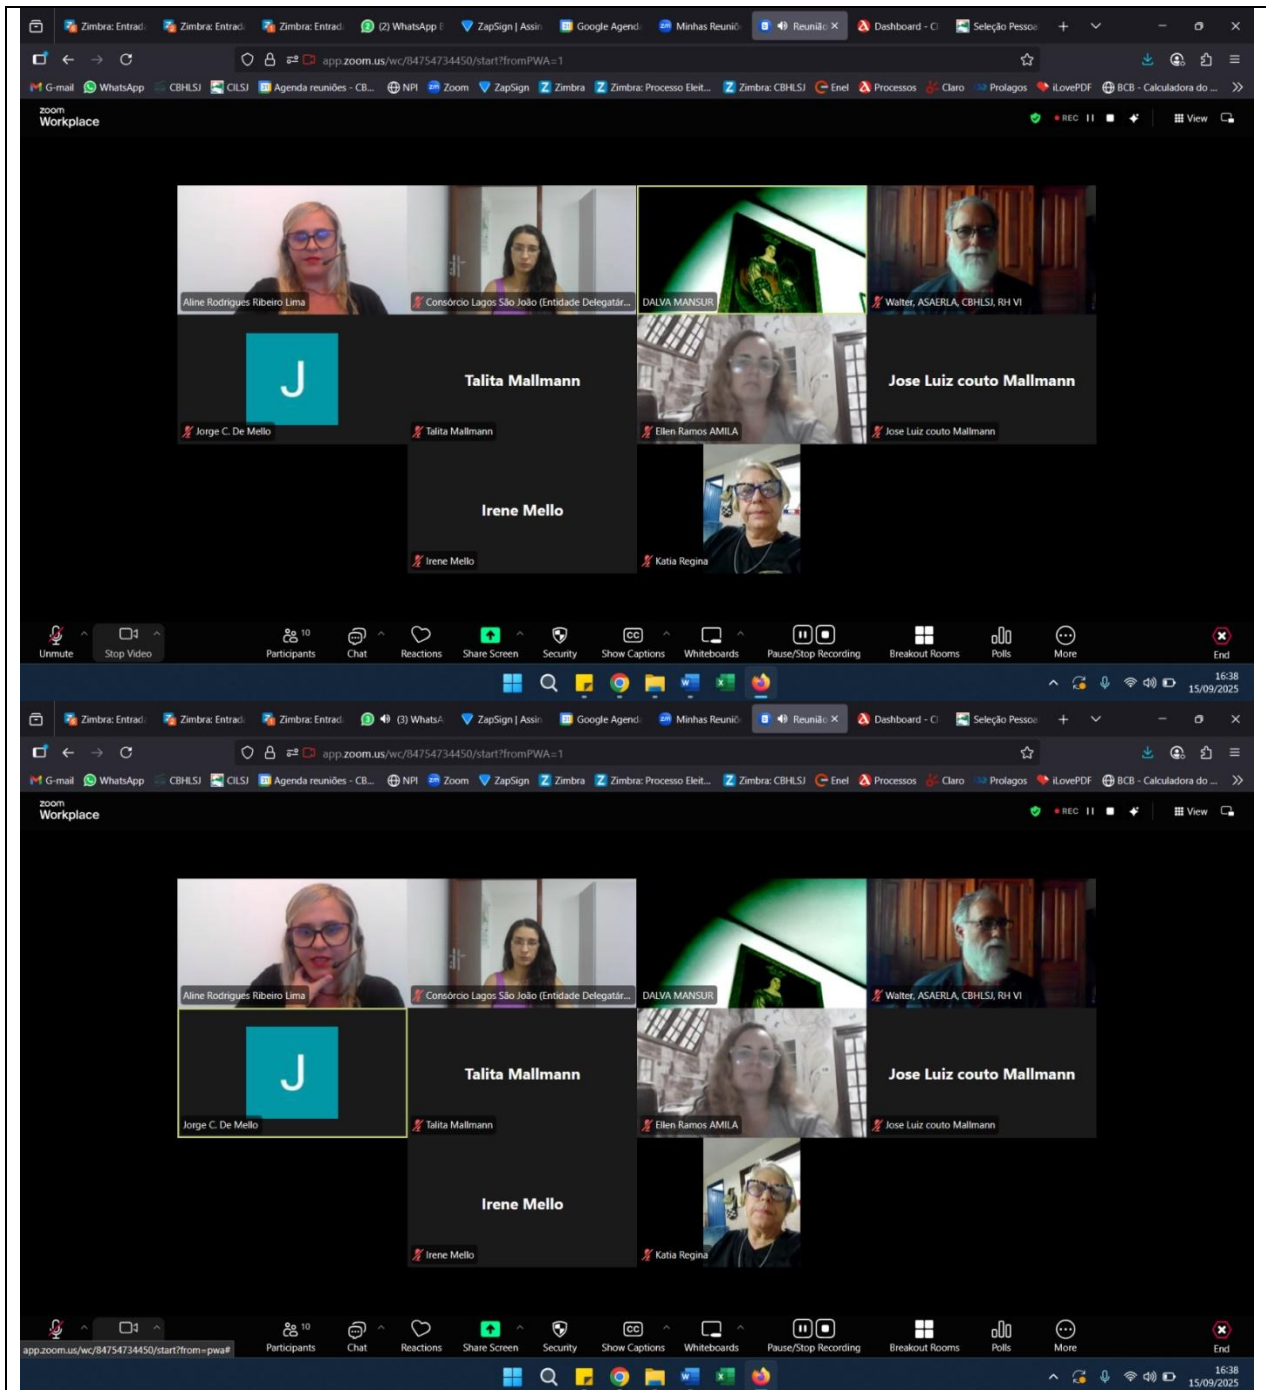 Zimbra: Entrad Zimbra: Entrad Zimbra: Entrad (2) WhatsApp B ZapSign | Assin Google Agend Minhas Reuniõ Reunião Dashboard - C Seleção Pessoa
app.zoom.us/wc/84754734450/start?fromPWA=1
G-mail WhatsApp CBHLSJ CILSJ Agenda reuniões - CB... NPI Zoom ZapSign Zimbra Zimbra: Processo Eleit... Zimbra: CBHLSJ Enel Processos Claro Prolagos iLovePDF BCB - Calculadora do ...
zoom
Workplace
REC View
Aline Rodrigues Ribeiro Lima Consórcio Lagos São João (Entidade Delegatár... DALVA MANSUR Walter, ASAERLA, CBHLSJ, RH VI
J Talita Mallmann Jose Luiz couto Mallmann
Jorge C. De Mello Talita Mallmann Ellen Ramos AMILA Jose Luiz couto Mallmann
Irene Mello
Irene Mello Katia Regina
10
Unmute Stop Video Participants Chat Reactions Share Screen Security CC Show Captions Whiteboards Pause/Stop Recording Breakout Rooms Polls More End
16:38
15/09/2025
Zimbra: Entrad Zimbra: Entrad Zimbra: Entrad (3) WhatsA ZapSign | Assin Google Agend Minhas Reuniõ Reunião Dashboard - C Seleção Pessoa
app.zoom.us/wc/84754734450/start?fromPWA=1
G-mail WhatsApp CBHLSJ CILSJ Agenda reuniões - CB... NPI Zoom ZapSign Zimbra Zimbra: Processo Eleit... Zimbra: CBHLSJ Enel Processos Claro Prolagos iLovePDF BCB - Calculadora do ...
zoom
Workplace
REC View
Aline Rodrigues Ribeiro Lima Consórcio Lagos São João (Entidade Delegatár... DALVA MANSUR Walter, ASAERLA, CBHLSJ, RH VI
J Talita Mallmann Jose Luiz couto Mallmann
Jorge C. De Mello Talita Mallmann Ellen Ramos AMILA Jose Luiz couto Mallmann
Irene Mello
Irene Mello Katia Regina
10
app.zoom.us/wc/84754734450/start?from=pwa# Participants Chat Reactions Share Screen Security CC Show Captions Whiteboards Pause/Stop Recording Breakout Rooms Polls More End
16:38
15/09/2025